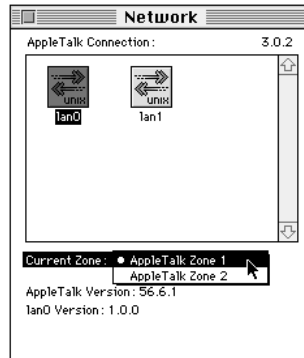 Network
AppleTalk Connection: 3.0.2
UNIX UNIX
lan0 lan1
Current Zone: AppleTalk Zone 1
AppleTalk Zone 2
AppleTalk Version: 56.6.1
lan0 Version: 1.0.0